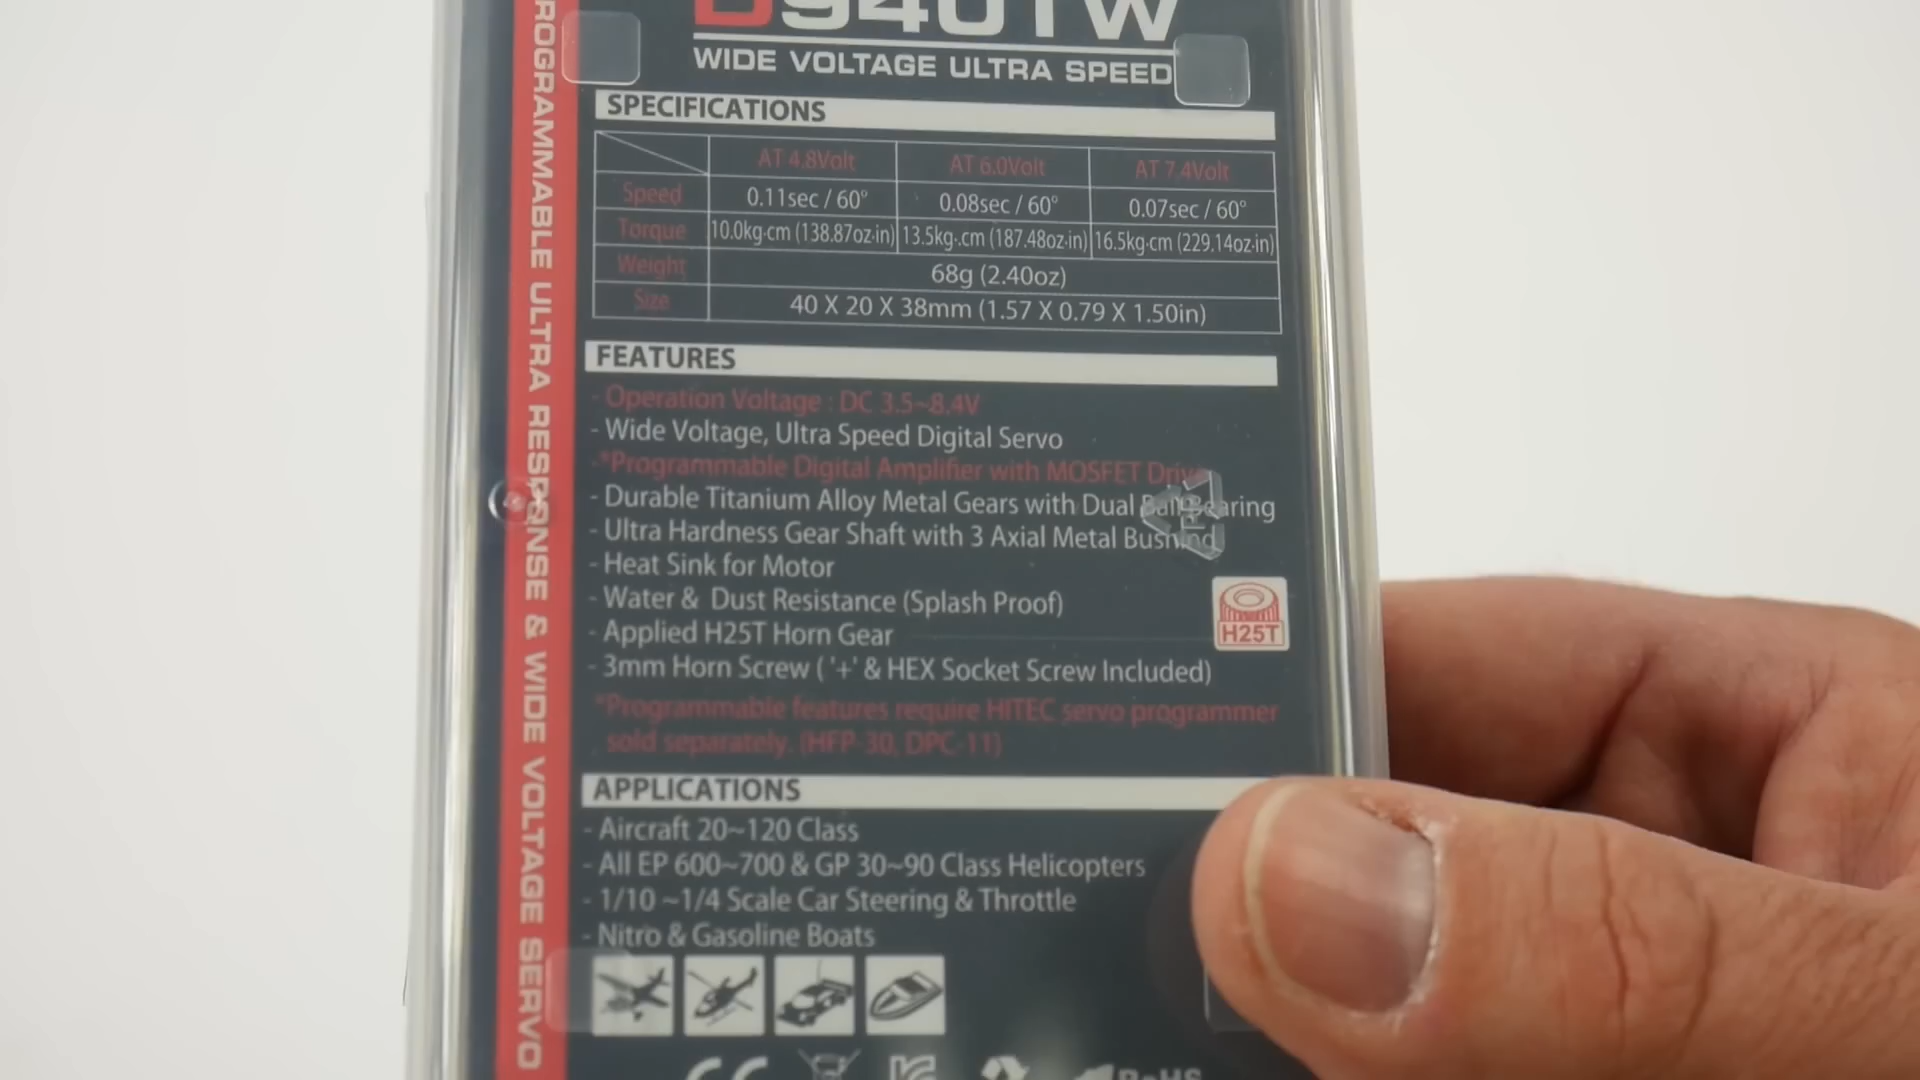 D940TW
WIDE VOLTAGE ULTRA SPEED
PROGRAMMABLE ULTRA RESPONSE & WIDE VOLTAGE SERVO
SPECIFICATIONS
AT 4.8Volt AT 6.0Volt AT 7.4Volt
Speed 0.11sec / 60° 0.08sec / 60° 0.07sec / 60°
Torque 10.0kg·cm (138.87oz·in) 13.5kg·.cm (187.48oz·in) 16.5kg·cm (229.14oz·in)
Weight 68g (2.40oz)
Size 40 X 20 X 38mm (1.57 X 0.79 X 1.50in)
FEATURES
- Operation Voltage : DC 3.5~8.4V
- Wide Voltage, Ultra Speed Digital Servo
- *Programmable Digital Amplifier with MOSFET Drive
- Durable Titanium Alloy Metal Gears with Dual Ball Bearing
- Ultra Hardness Gear Shaft with 3 Axial Metal Bushing
- Heat Sink for Motor
- Water & Dust Resistance (Splash Proof)
- Applied H25T Horn Gear
- 3mm Horn Screw ( '+' & HEX Socket Screw Included)
H25T
*Programmable features require HITEC servo programmer
sold separately. (HFP-30, DPC-11)
APPLICATIONS
- Aircraft 20~120 Class
- All EP 600~700 & GP 30~90 Class Helicopters
- 1/10 ~1/4 Scale Car Steering & Throttle
- Nitro & Gasoline Boats
CE
RoHS